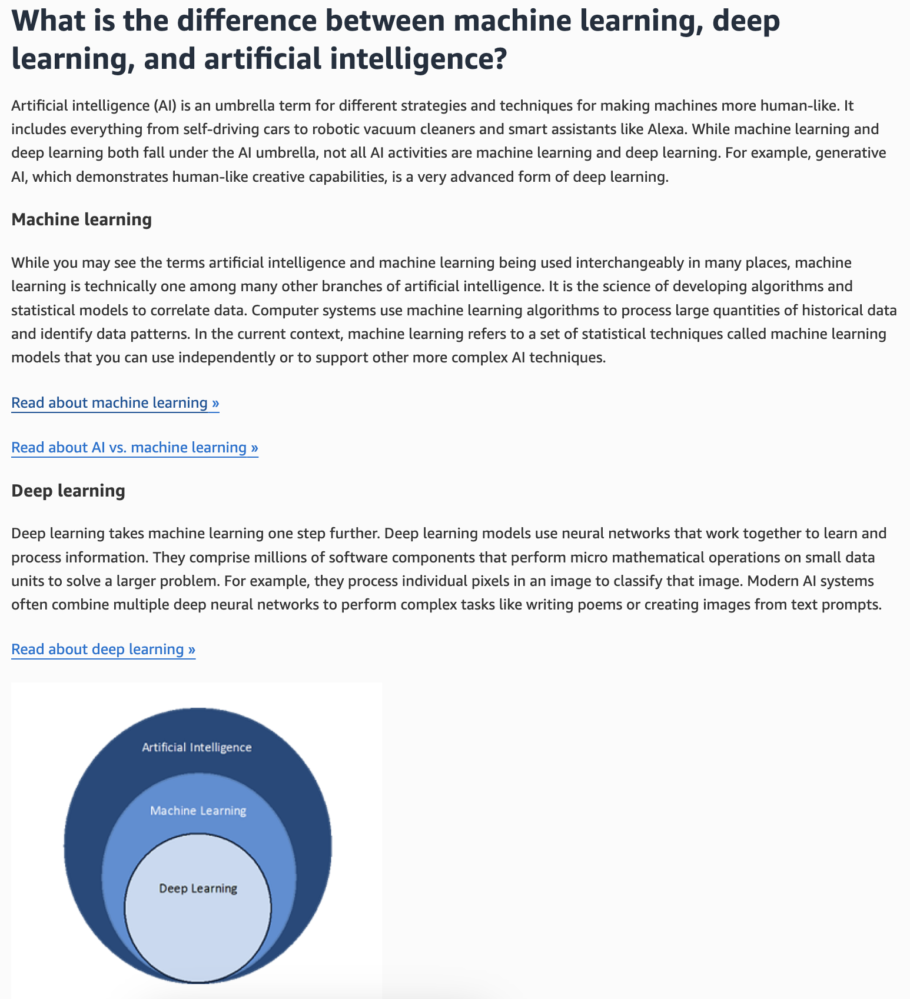 What is the difference between machine learning, deep
learning, and artificial intelligence?
Artificial intelligence (AI) is an umbrella term for different strategies and techniques for making machines more human-like. It
includes everything from self-driving cars to robotic vacuum cleaners and smart assistants like Alexa. While machine learning and
deep learning both fall under the AI umbrella, not all AI activities are machine learning and deep learning. For example, generative
AI, which demonstrates human-like creative capabilities, is a very advanced form of deep learning.
Machine learning
While you may see the terms artificial intelligence and machine learning being used interchangeably in many places, machine
learning is technically one among many other branches of artificial intelligence. It is the science of developing algorithms and
statistical models to correlate data. Computer systems use machine learning algorithms to process large quantities of historical data
and identify data patterns. In the current context, machine learning refers to a set of statistical techniques called machine learning
models that you can use independently or to support other more complex AI techniques.
Read about machine learning »
Read about AI vs. machine learning »
Deep learning
Deep learning takes machine learning one step further. Deep learning models use neural networks that work together to learn and
process information. They comprise millions of software components that perform micro mathematical operations on small data
units to solve a larger problem. For example, they process individual pixels in an image to classify that image. Modern AI systems
often combine multiple deep neural networks to perform complex tasks like writing poems or creating images from text prompts.
Read about deep learning »
Artificial Intelligence
Machine Learning
Deep Learning